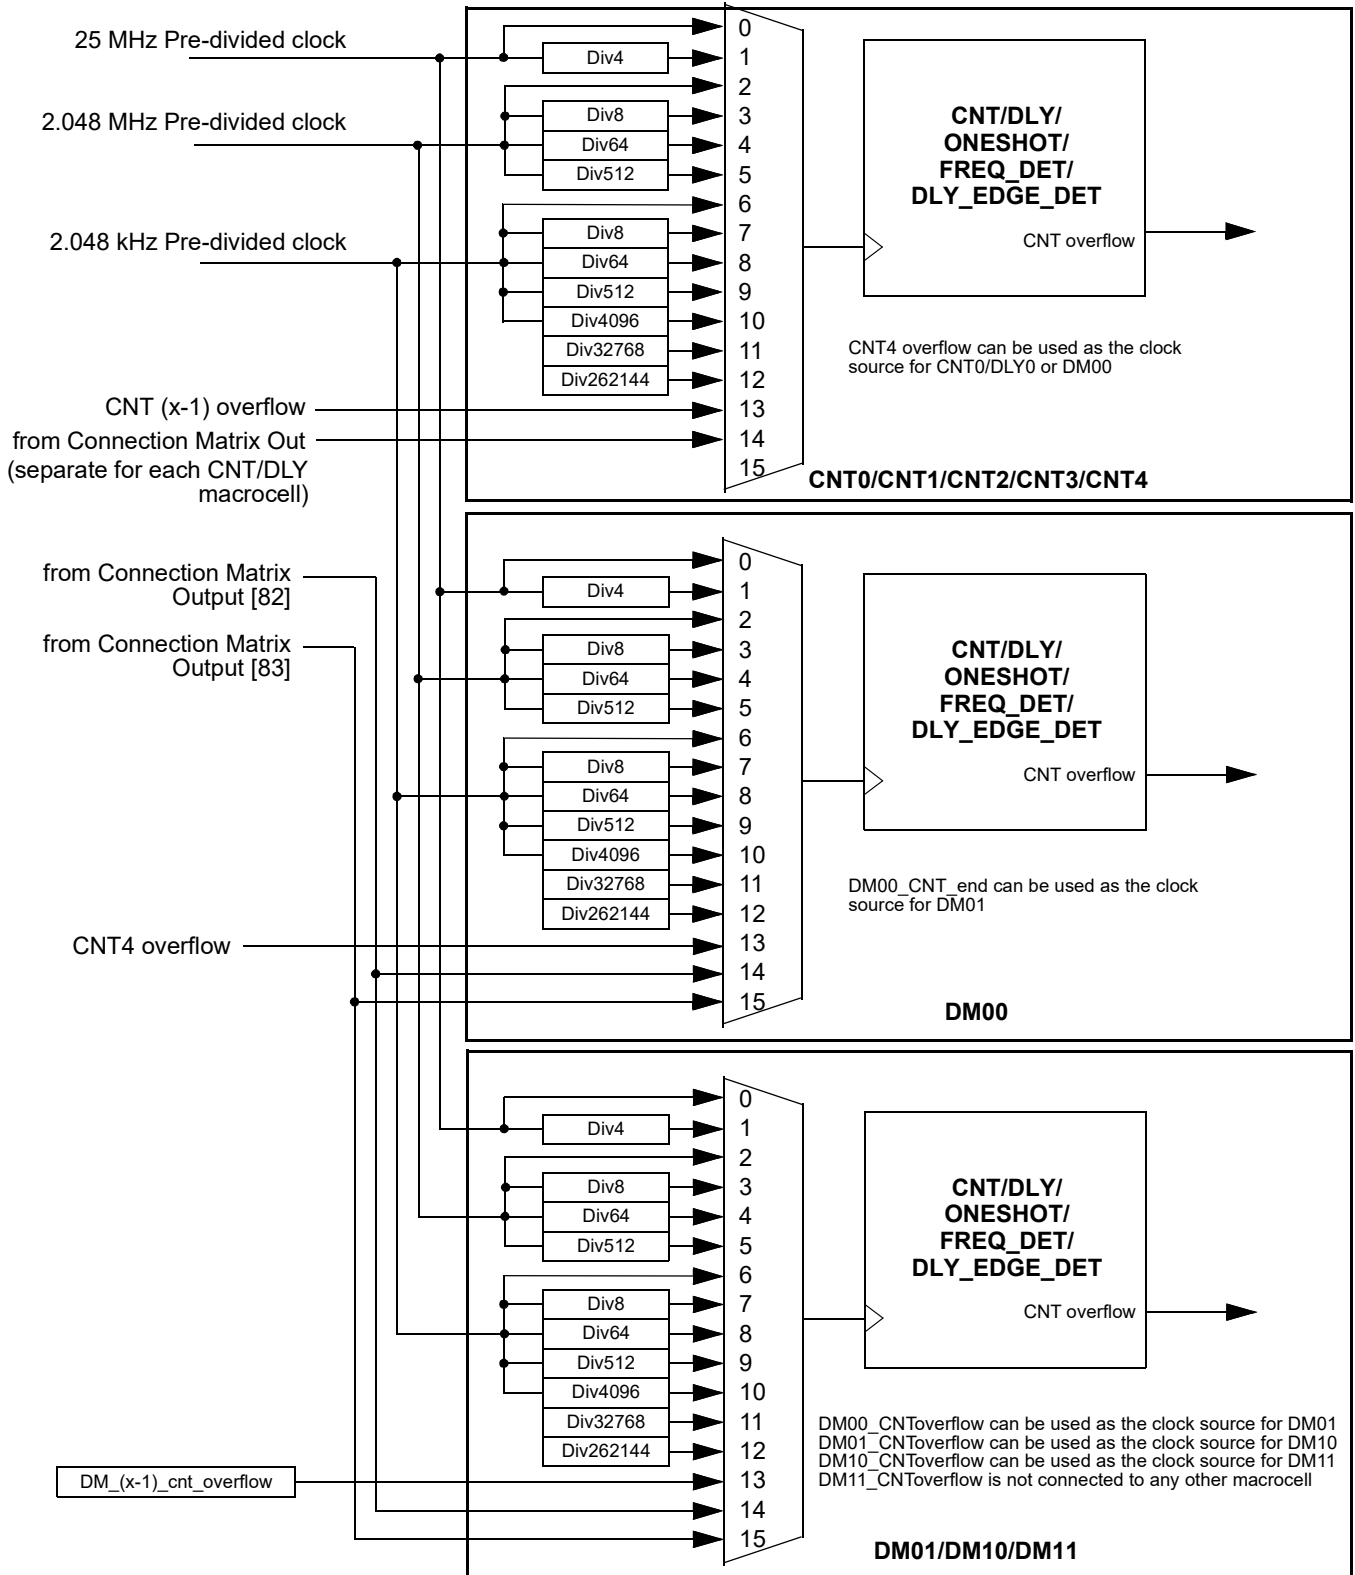 25 MHz Pre-divided clock
2.048 MHz Pre-divided clock
2.048 kHz Pre-divided clock
CNT (x-1) overflow
from Connection Matrix Out
(separate for each CNT/DLY
macrocell)
0
Div4
1
2
Div8
3
Div64
4
Div512
5
6
Div8
7
Div64
8
Div512
9
Div4096
10
Div32768
11
Div262144
12
13
14
15
CNT/DLY/
ONESHOT/
FREQ_DET/
DLY_EDGE_DET
CNT overflow
CNT4 overflow can be used as the clock
source for CNT0/DLY0 or DM00
CNT0/CNT1/CNT2/CNT3/CNT4
from Connection Matrix
Output [82]
from Connection Matrix
Output [83]
CNT4 overflow
0
Div4
1
2
Div8
3
Div64
4
Div512
5
6
Div8
7
Div64
8
Div512
9
Div4096
10
Div32768
11
Div262144
12
13
14
15
CNT/DLY/
ONESHOT/
FREQ_DET/
DLY_EDGE_DET
CNT overflow
DM00_CNT_end can be used as the clock
source for DM01
DM00
DM_(x-1)_cnt_overflow
0
Div4
1
2
Div8
3
Div64
4
Div512
5
6
Div8
7
Div64
8
Div512
9
Div4096
10
Div32768
11
Div262144
12
13
14
15
CNT/DLY/
ONESHOT/
FREQ_DET/
DLY_EDGE_DET
CNT overflow
DM00_CNToverflow can be used as the clock source for DM01
DM01_CNToverflow can be used as the clock source for DM10
DM10_CNToverflow can be used as the clock source for DM11
DM11_CNToverflow is not connected to any other macrocell
DM01/DM10/DM11